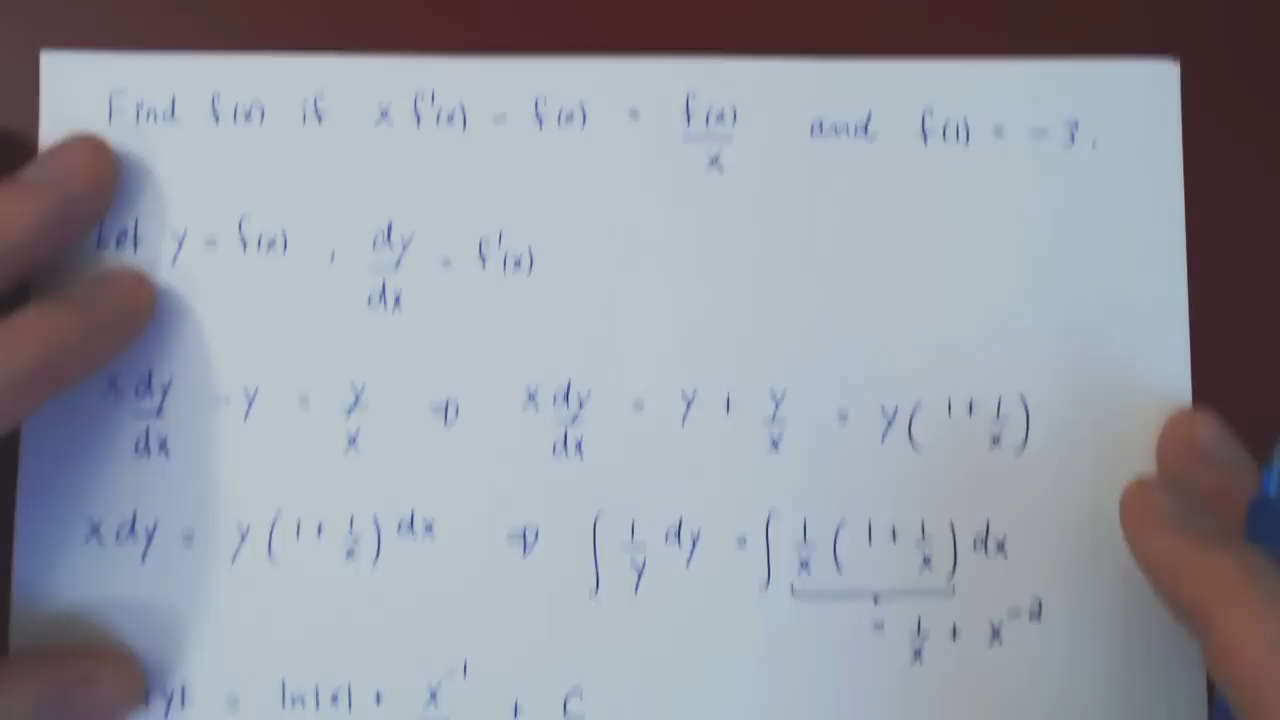 Find f(x) if x f'(x) - f(x) = f(x)/x and f(1) = -3.
Let y = f(x), dy/dx = f'(x)
x dy/dx - y = y/x ⇒ x dy/dx = y + y/x = y(1 + 1/x)
x dy = y(1 + 1/x) dx ⇒ ∫ 1/y dy = ∫ 1/x (1 + 1/x) dx
= 1/x + x^-2
y| = ln|x| + x^-1 + C